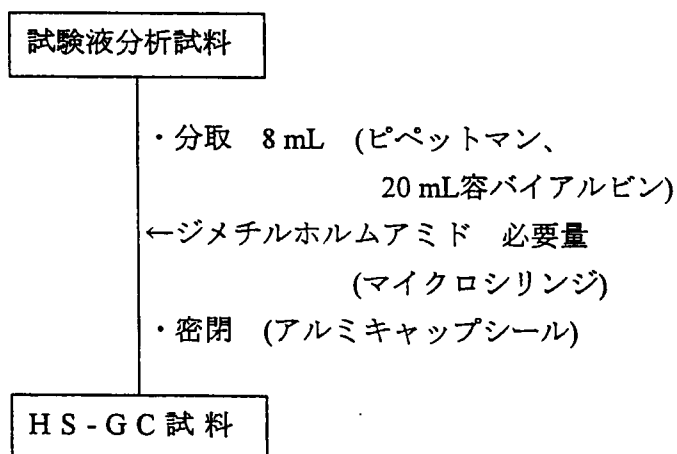 試験液分析試料
・分取 8 mL (ピペットマン、
20 mL容バイアルビン)
←ジメチルホルムアミド 必要量
(マイクロシリンジ)
・密閉 (アルミキャップシール)
HS-GC試料